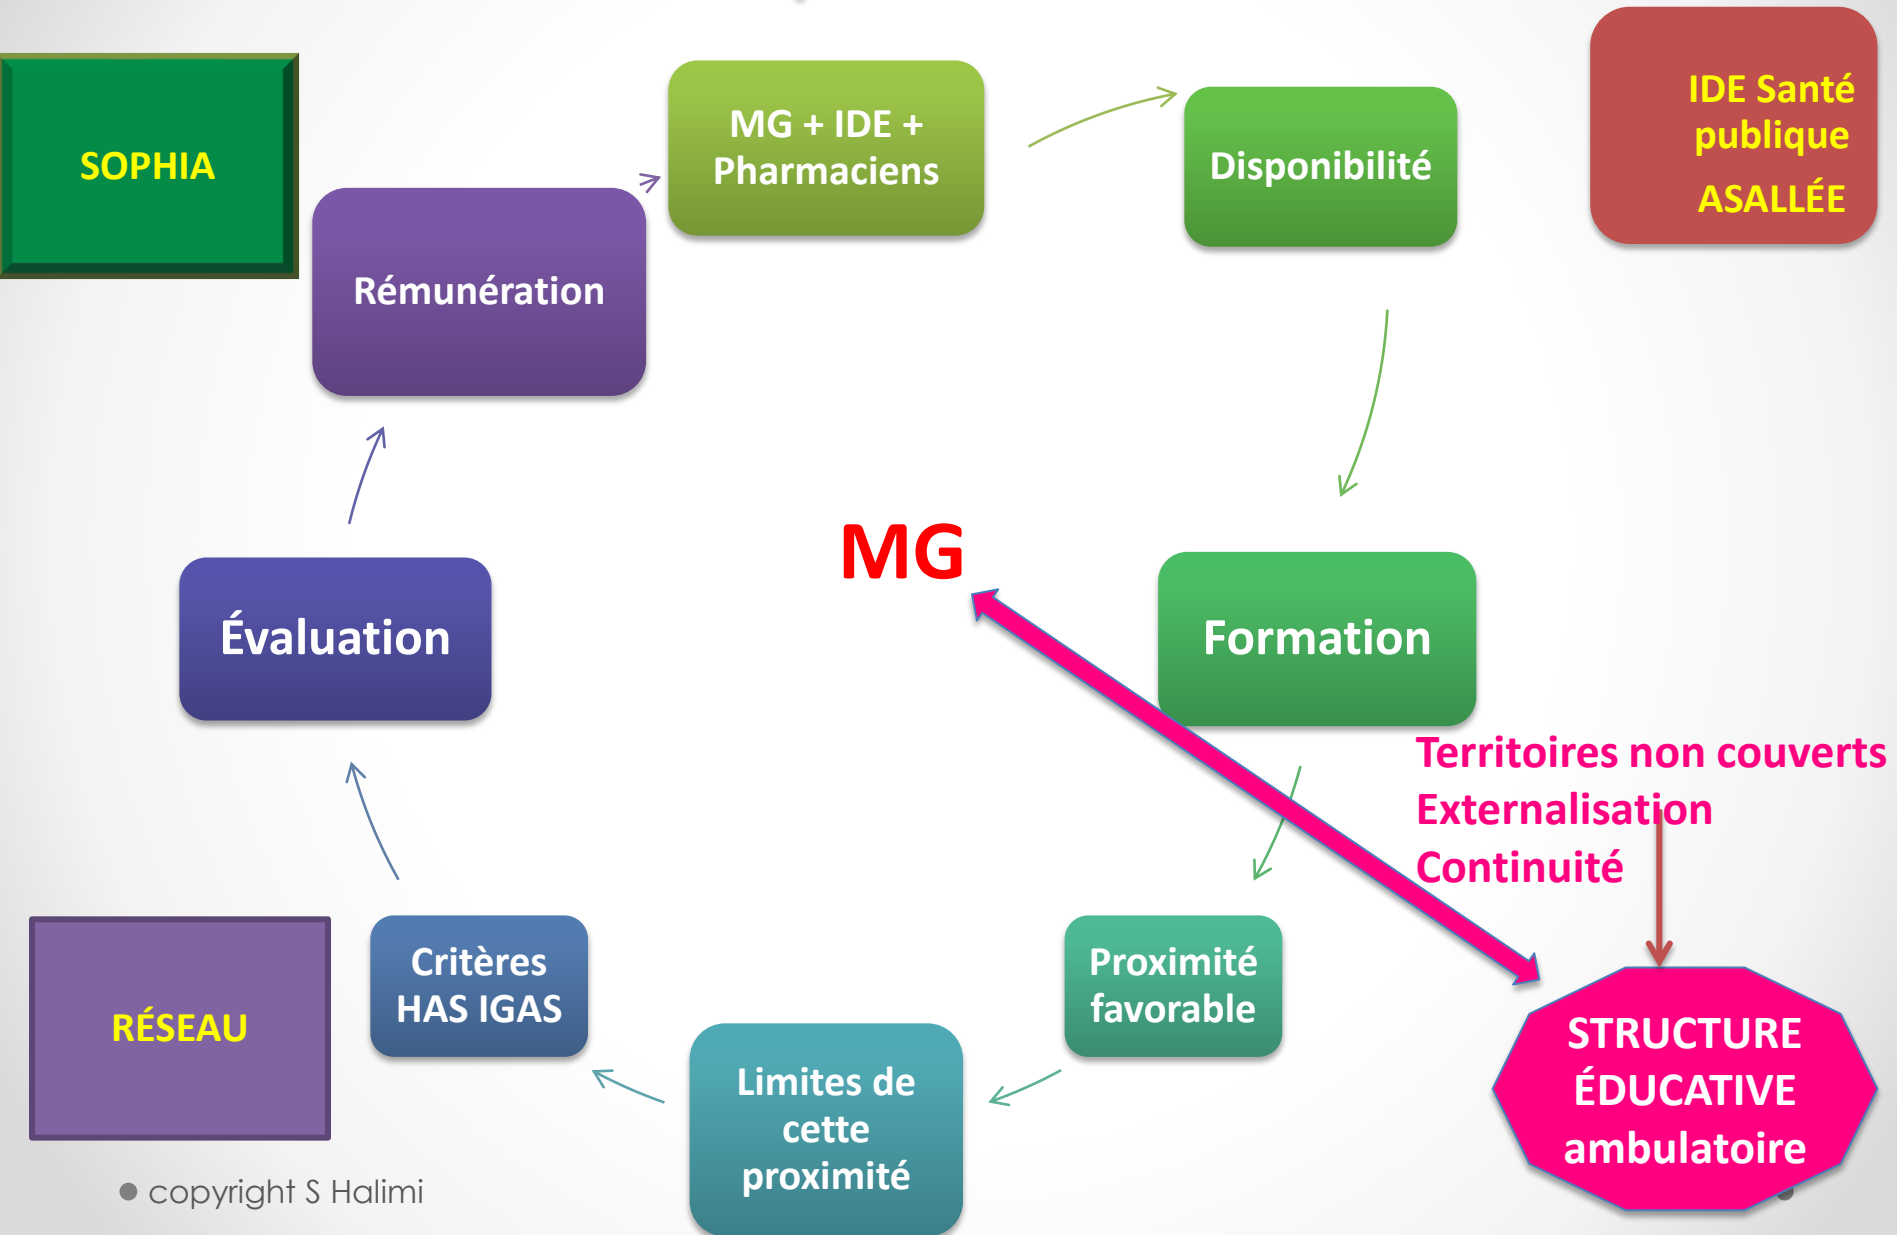 SOPHIA
MG + IDE +
Pharmaciens
Disponibilité
IDE Santé
publique
ASALLÉE
Rémunération
MG
Évaluation
Formation
Territoires non couverts
Externalisation
Continuité
RÉSEAU
Critères
HAS IGAS
Proximité
favorable
Limites de
cette
proximité
STRUCTURE
ÉDUCATIVE
ambulatoire
copyright S Halimi